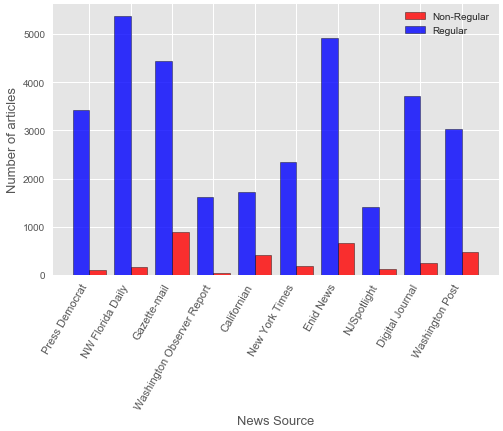 Non-Regular
Regular
Number of articles
5000
4000
3000
2000
1000
0
Press Democrat
NW Florida Daily
Gazette-mail
Washington Observer Report
Californian
New York Times
Enid News
NJSpotlight
Digital Journal
Washington Post
News Source